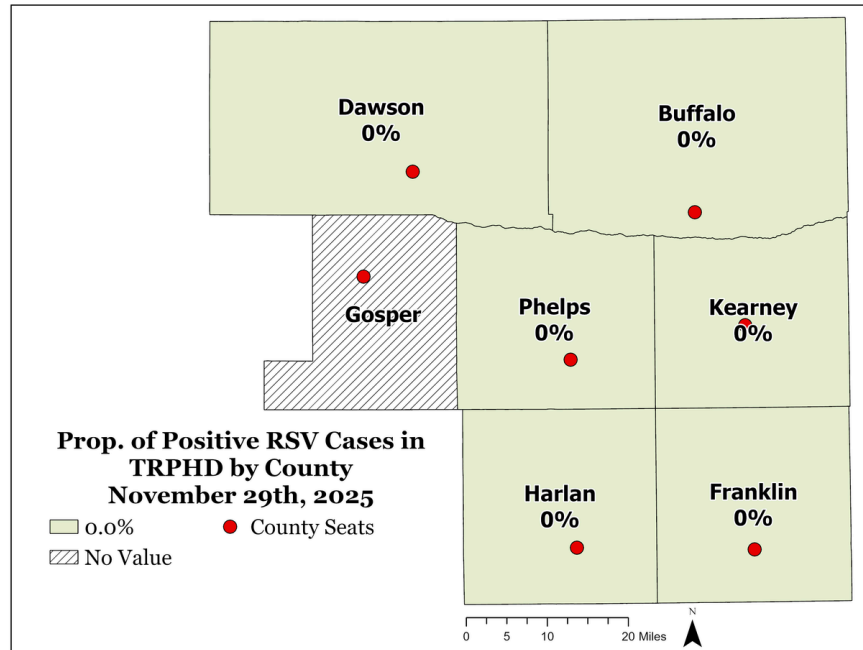 Dawson
0%
Buffalo
0%
Gosper
Phelps
0%
Kearney
0%
Harlan
0%
Franklin
0%
Prop. of Positive RSV Cases in
TRPHD by County
November 29th, 2025
0.0%
County Seats
No Value
0 5 10 20 Miles
N